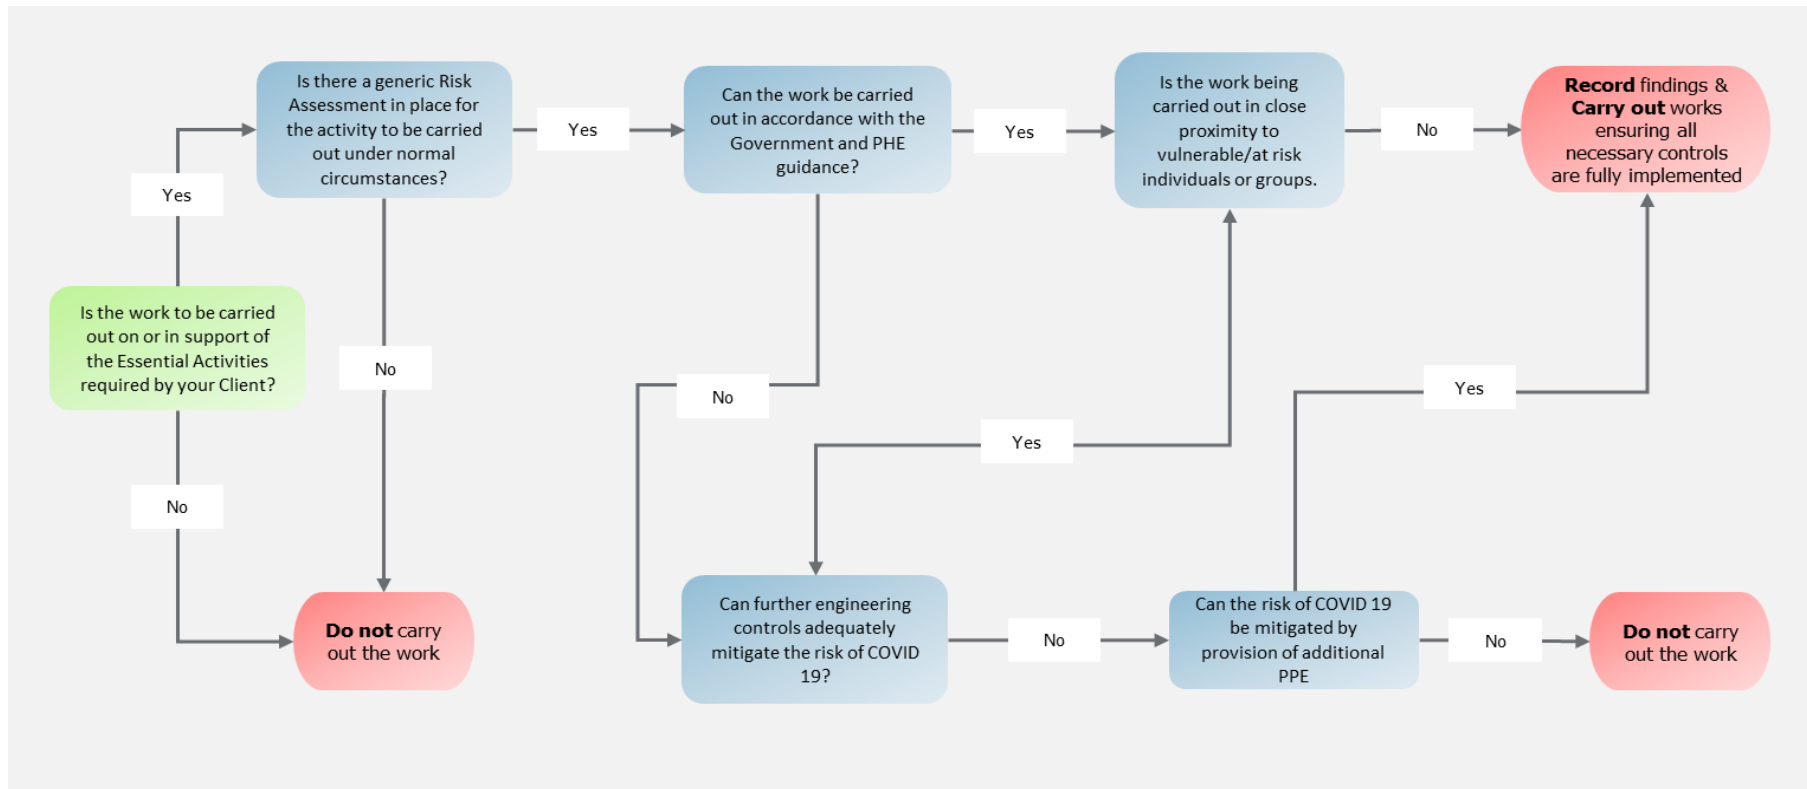 Is there a generic Risk
Assessment in place for
the activity to be carried
out under normal
circumstances?
Yes
Can the work be carried
out in accordance with the
Government and PHE
guidance?
Yes
Is the work being
carried out in close
proximity to
vulnerable/at risk
individuals or groups.
No
Record findings &
Carry out works
ensuring all
necessary controls
are fully implemented
Yes
Is the work to be carried
out on or in support of
the Essential Activities
required by your Client?
No
No
Yes
Yes
No
Do not carry
out the work
Can further engineering
controls adequately
mitigate the risk of COVID
19?
No
Can the risk of COVID 19
be mitigated by
provision of additional
PPE
No
Do not carry
out the work